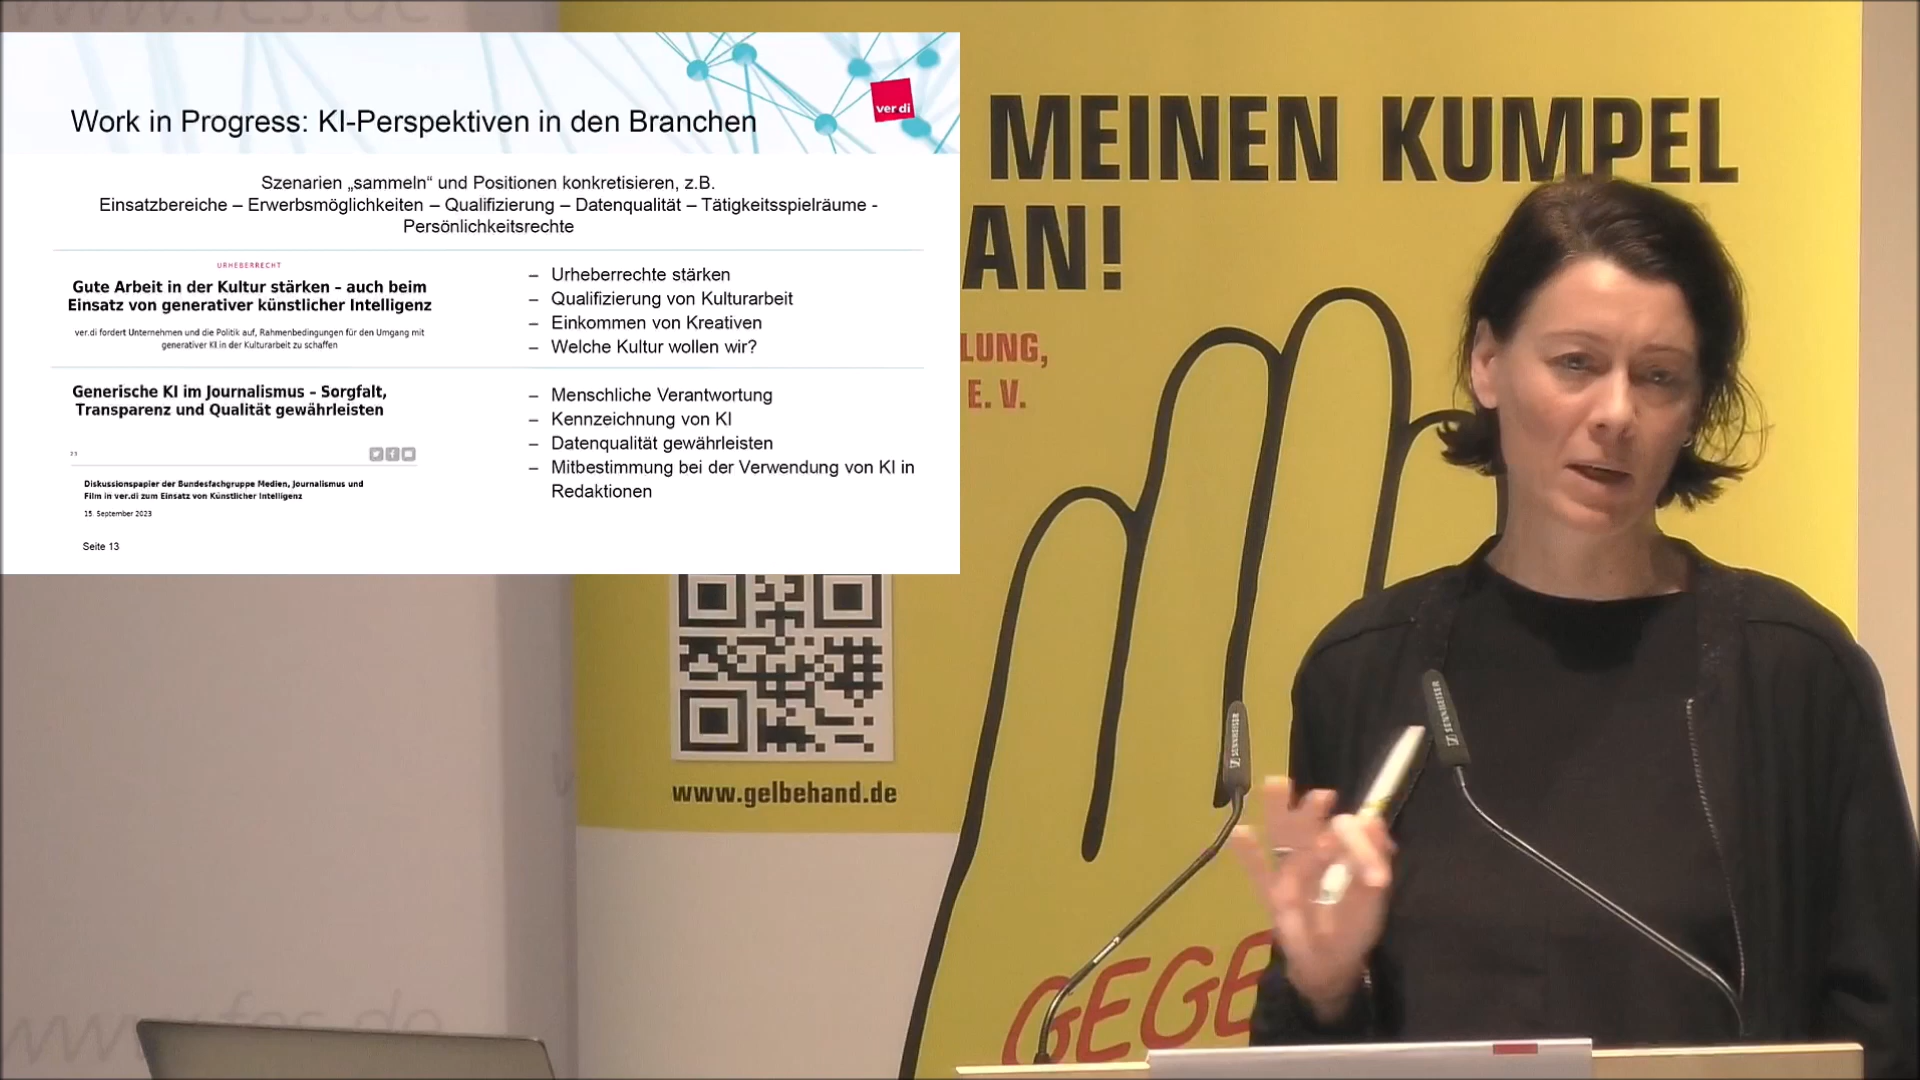 www.fes.de
Work in Progress: KI-Perspektiven in den Branchen
ver di
Szenarien „sammeln“ und Positionen konkretisieren, z.B.
Einsatzbereiche – Erwerbsmöglichkeiten – Qualifizierung – Datenqualität – Tätigkeitsspielräume -
Persönlichkeitsrechte
URHEBERRECHT
Gute Arbeit in der Kultur stärken – auch beim
Einsatz von generativer künstlicher Intelligenz
ver.di fordert Unternehmen und die Politik auf, Rahmenbedingungen für den Umgang mit
generativer KI in der Kulturarbeit zu schaffen
– Urheberrechte stärken
– Qualifizierung von Kulturarbeit
– Einkommen von Kreativen
– Welche Kultur wollen wir?
Generische KI im Journalismus – Sorgfalt,
Transparenz und Qualität gewährleisten
Diskussionspapier der Bundesfachgruppe Medien, Journalismus und
Film in ver.di zum Einsatz von Künstlicher Intelligenz
15. September 2023
– Menschliche Verantwortung
– Kennzeichnung von KI
– Datenqualität gewährleisten
– Mitbestimmung bei der Verwendung von KI in
Redaktionen
Seite 13
MEINEN KUMPEL
AN!
LUNG,
E. V.
www.gelbehand.de
SENNHEISER
SENNHEISER
GEGE
www.fes.de